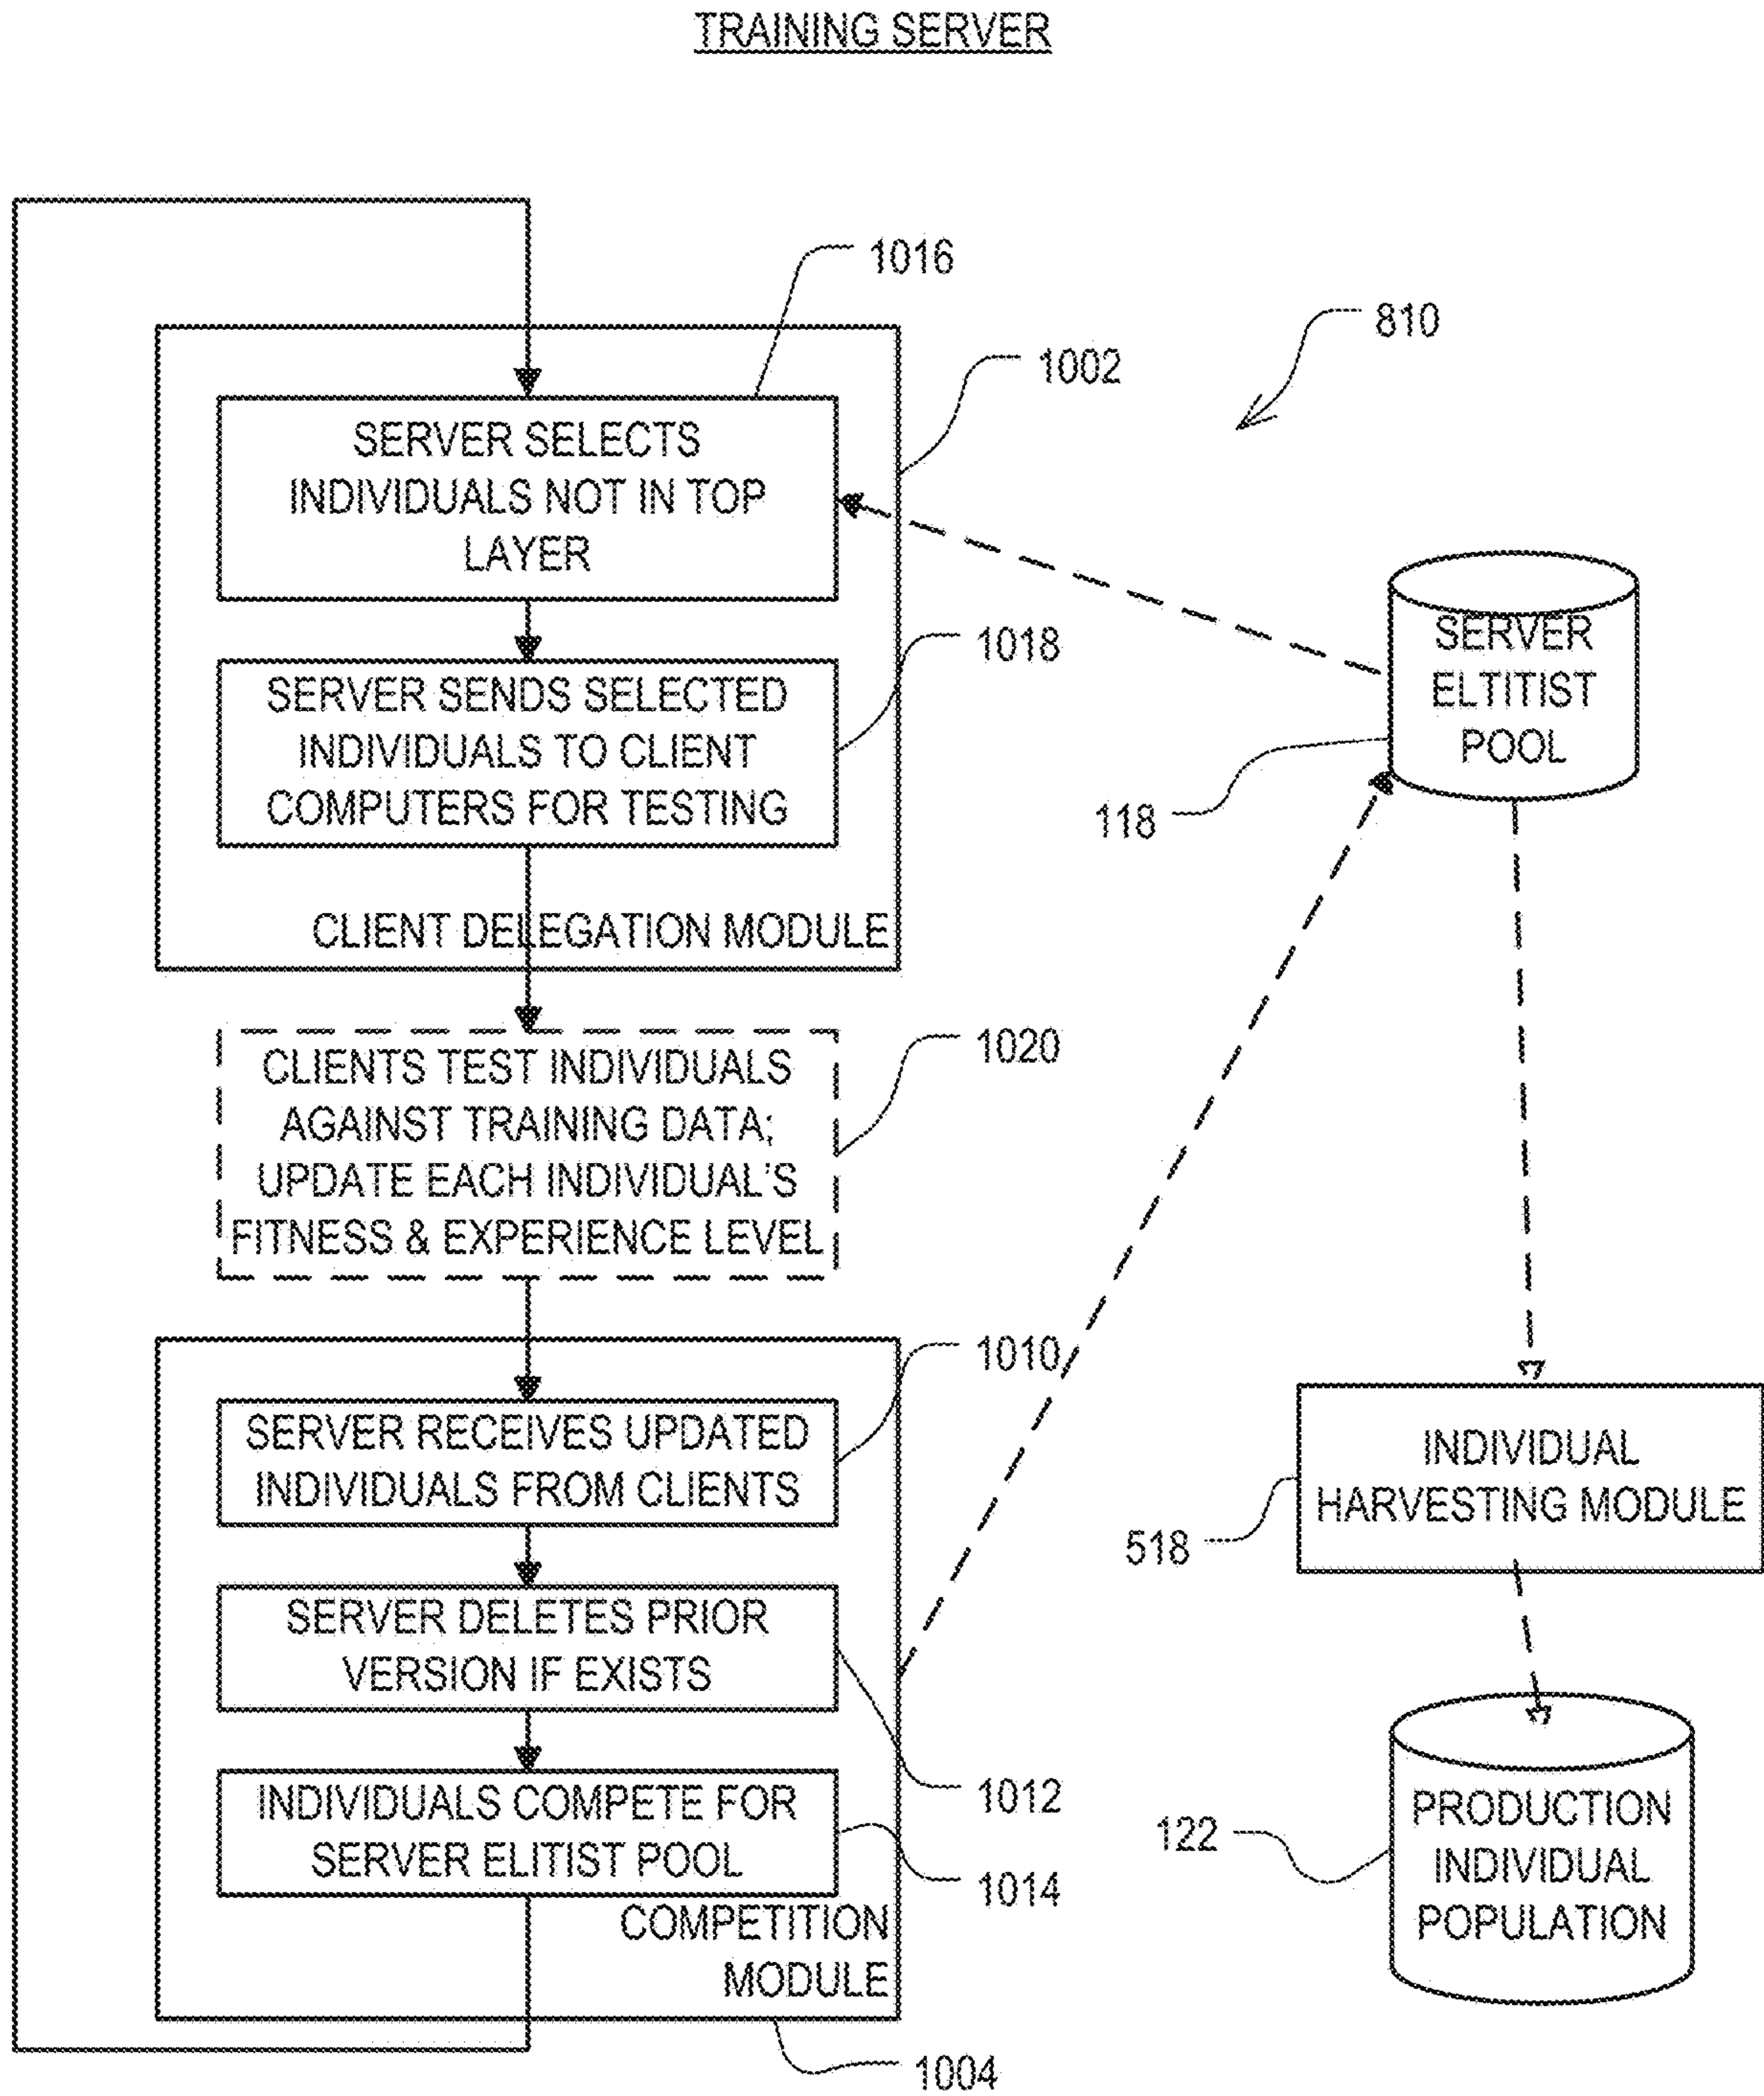 TRAINING SERVER
1016
810
1002
SERVER SELECTS
INDIVIDUALS NOT IN TOP
LAYER
1018
SERVER SENDS SELECTED
INDIVIDUALS TO CLIENT
COMPUTERS FOR TESTING
CLIENT DELEGATION MODULE
SERVER
ELTITIST
POOL
118
1020
CLIENTS TEST INDIVIDUALS
AGAINST TRAINING DATA;
UPDATE EACH INDIVIDUAL'S
FITNESS & EXPERIENCE LEVEL
1010
SERVER RECEIVES UPDATED
INDIVIDUALS FROM CLIENTS
INDIVIDUAL
HARVESTING MODULE
518
SERVER DELETES PRIOR
VERSION IF EXISTS
1012
INDIVIDUALS COMPETE FOR
SERVER ELITIST POOL
1014
COMPETITION
MODULE
PRODUCTION
INDIVIDUAL
POPULATION
122
1004